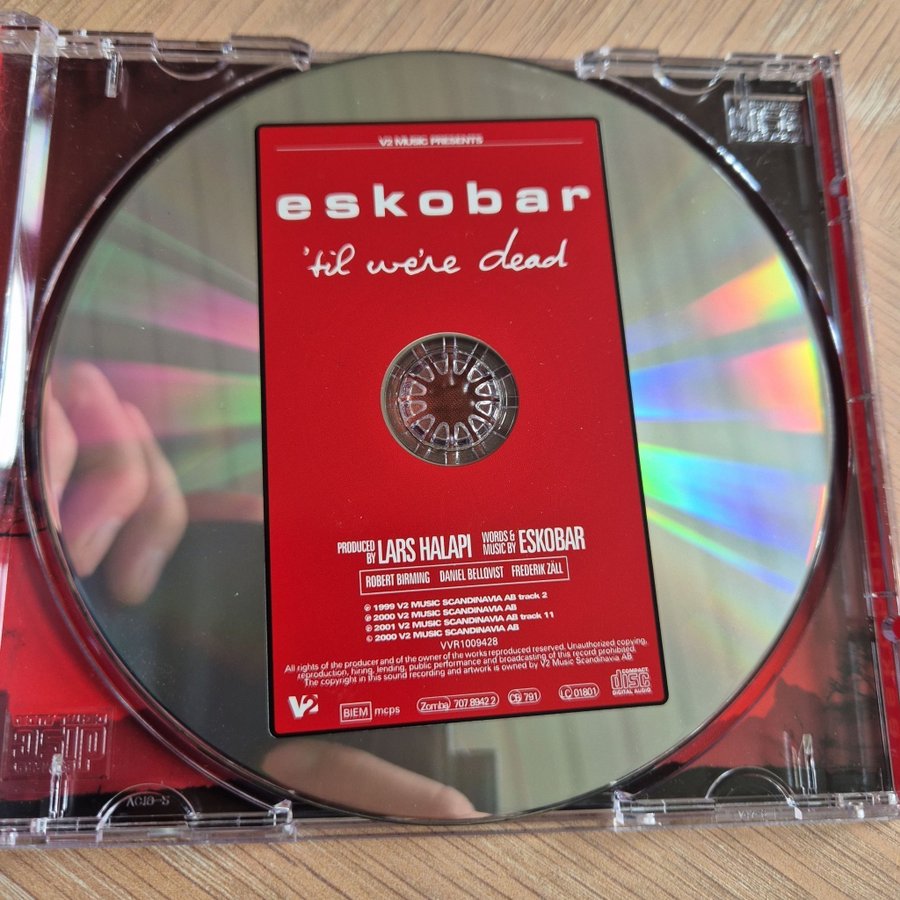 V2 MUSIC PRESENTS
eskobar
'til we're dead
PRODUCED BY LARS HALAPI WORDS & MUSIC BY ESKOBAR
ROBERT BIRMING DANIEL BELLQVIST FREDERIK ZÄLL
℗ 1999 V2 MUSIC SCANDINAVIA AB track 2
℗ 2000 V2 MUSIC SCANDINAVIA AB
℗ 2001 V2 MUSIC SCANDINAVIA AB track 11
© 2000 V2 MUSIC SCANDINAVIA AB
VVR1009428
All rights of the producer and of the owner of the works reproduced reserved. Unauthorized copying,
reproduction, hiring, lending, public performance and broadcasting of this record prohibited.
The copyright in this sound recording and artwork is owned by V2 Music Scandinavia AB
V2
BIEM mcps
Zomba 707 8942 2
CB 791
LC 01801
COMPACT
disc
DIGITAL AUDIO